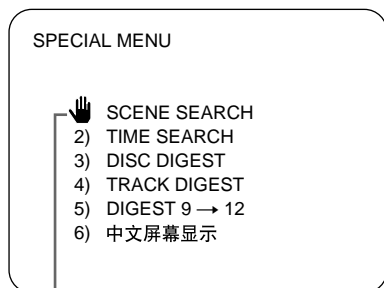 SPECIAL MENU
SCENE SEARCH
2) TIME SEARCH
3) DISC DIGEST
4) TRACK DIGEST
5) DIGEST 9 → 12
6) 中文屏幕显示